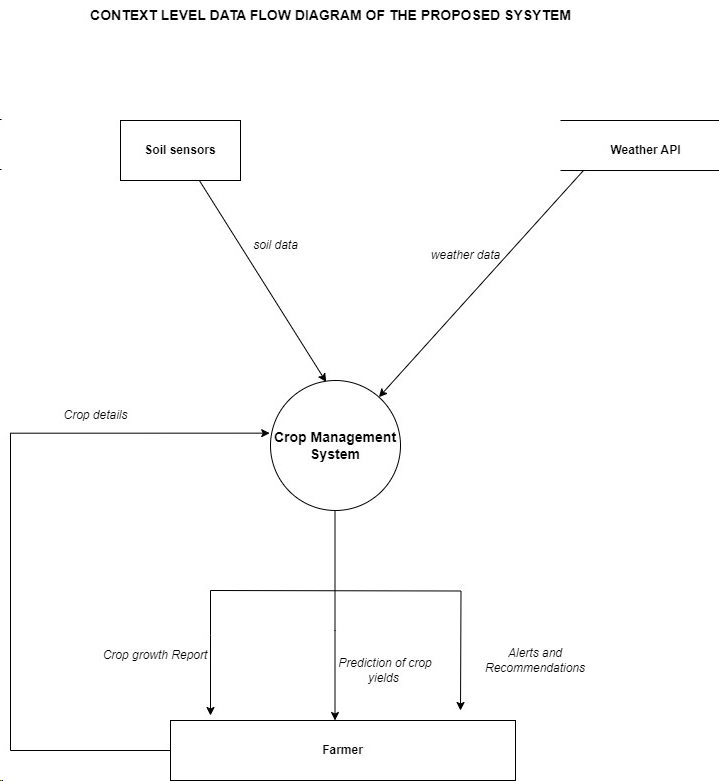 CONTEXT LEVEL DATA FLOW DIAGRAM OF THE PROPOSED SYSYTEM
Soil sensors
Weather API
soil data
weather data
Crop details
Crop Management
System
Crop growth Report
Prediction of crop
yields
Alerts and
Recommendations
Farmer